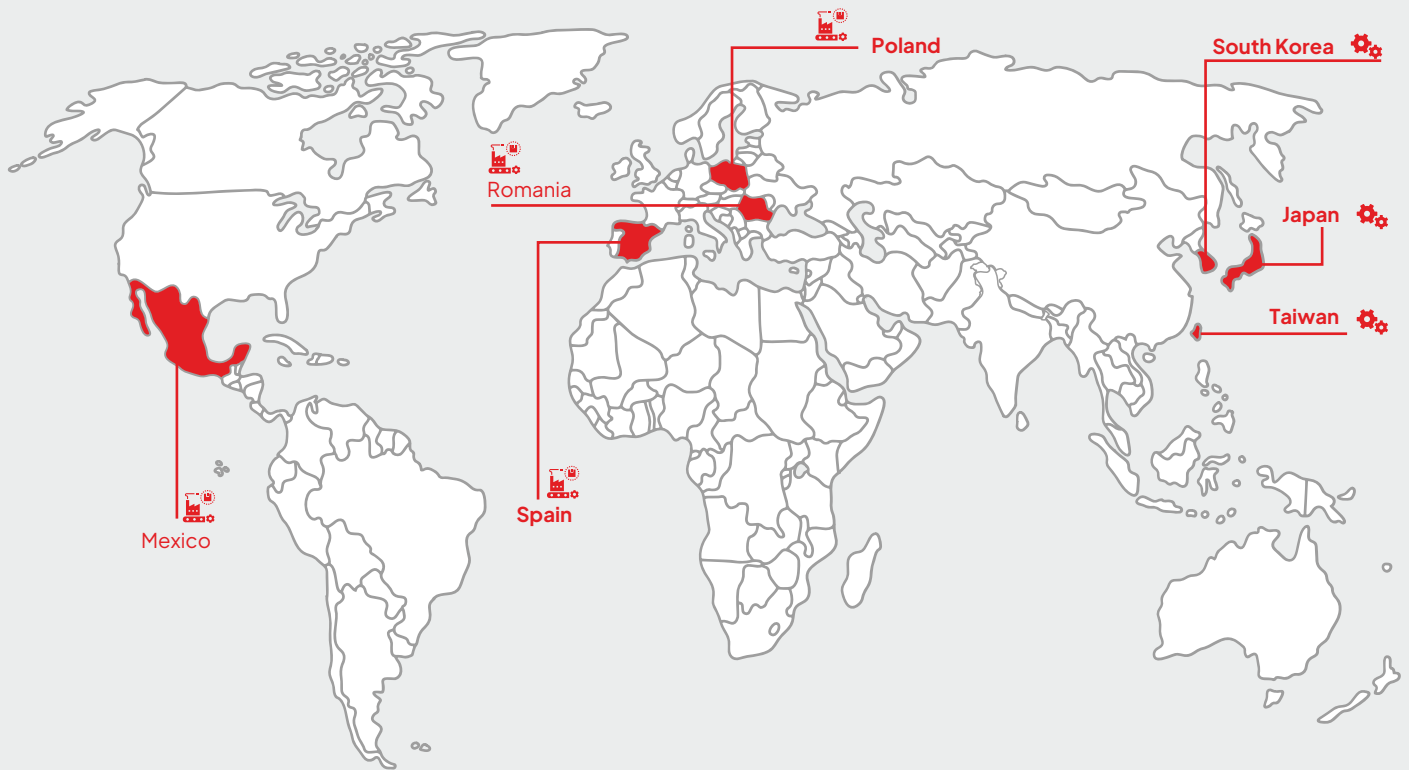 Poland
South Korea
Romania
Japan
Taiwan
Spain
Mexico